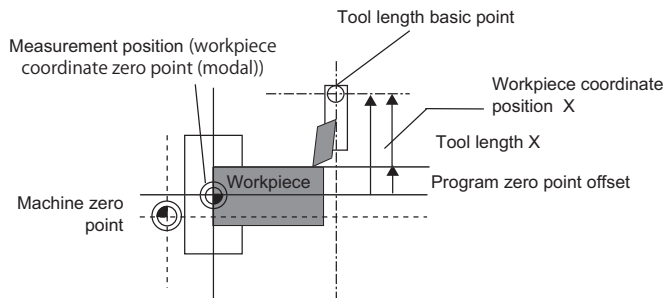 Tool length basic point
Measurement position (workpiece
coordinate zero point (modal))
Workpiece coordinate
position X
Tool length X
Workpiece
Program zero point offset
Machine zero
point